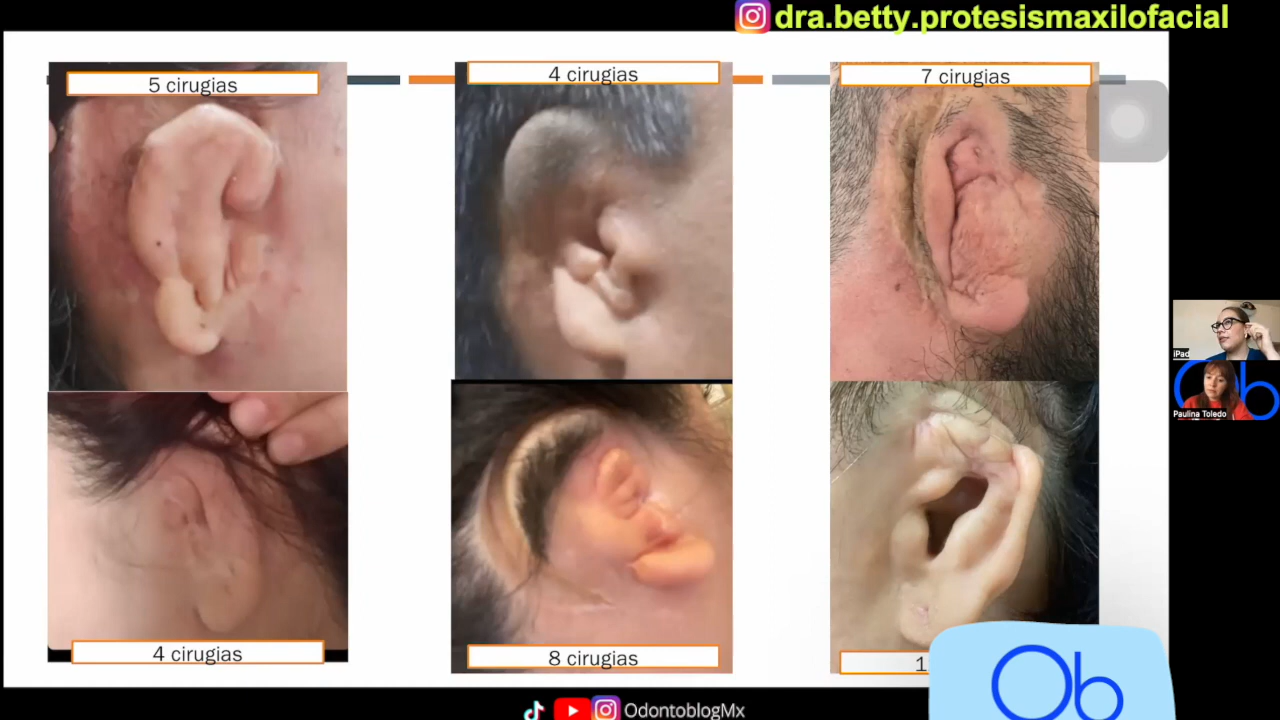 dra.betty.protesismaxilofacial
5 cirugias
4 cirugias
7 cirugias
iPad
Paulina Toledo
Ob
4 cirugias
8 cirugias
1
Ob
OdontoblogMx